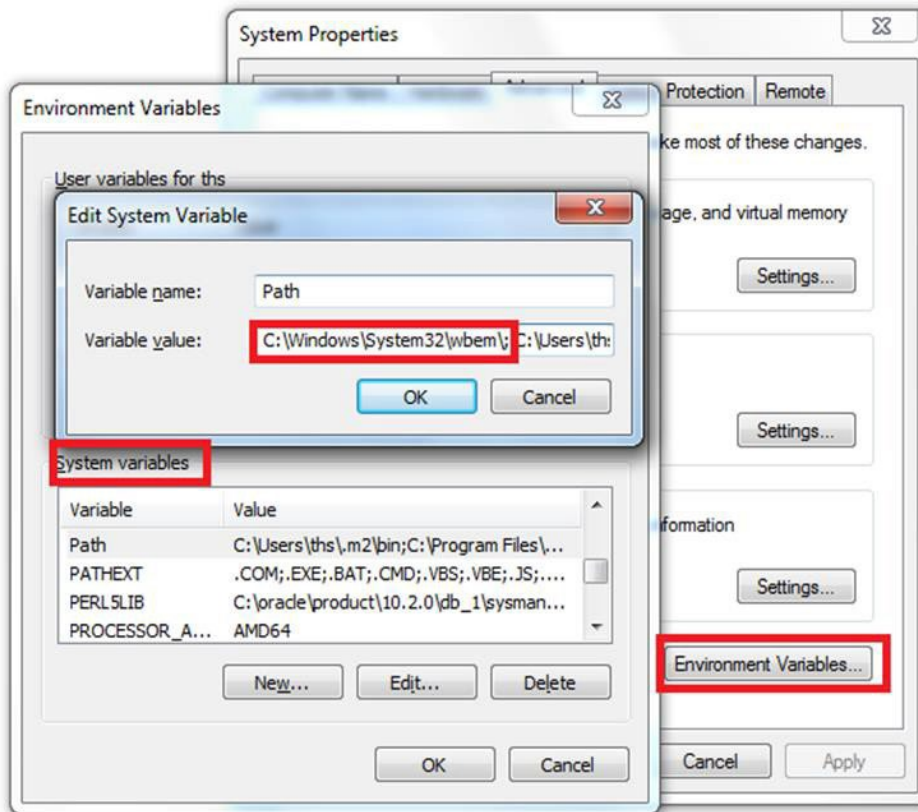 System Properties
Protection Remote
Environment Variables
ke most of these changes.
User variables for ths
Edit System Variable
age, and virtual memory
Variable name: Path
Settings...
Variable value: C:\Windows\System32\wbem\; C:\Users\ths
OK Cancel
Settings...
System variables
Variable Value
Path C:\Users\ths\.m2\bin;C:\Program Files\...
formation
PATHEXT .COM;.EXE;.BAT;.CMD;.VBS;.VBE;.JS;....
PERL5LIB C:\oracle\product\10.2.0\db_1\sysman...
Settings...
PROCESSOR_A... AMD64
Environment Variables...
New... Edit... Delete
OK Cancel
Cancel Apply